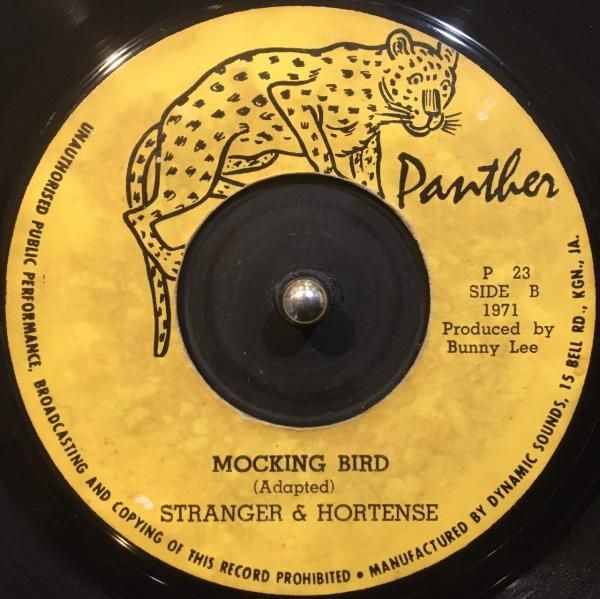 Panther
P 23
SIDE B
1971
Produced by
Bunny Lee
MOCKING BIRD
(Adapted)
STRANGER & HORTENSE
UNAUTHORISED PUBLIC PERFORMANCE, BROADCASTING AND COPYING OF THIS RECORD PROHIBITED • MANUFACTURED BY DYNAMIC SOUNDS, 15 BELL RD., KGN., JA.